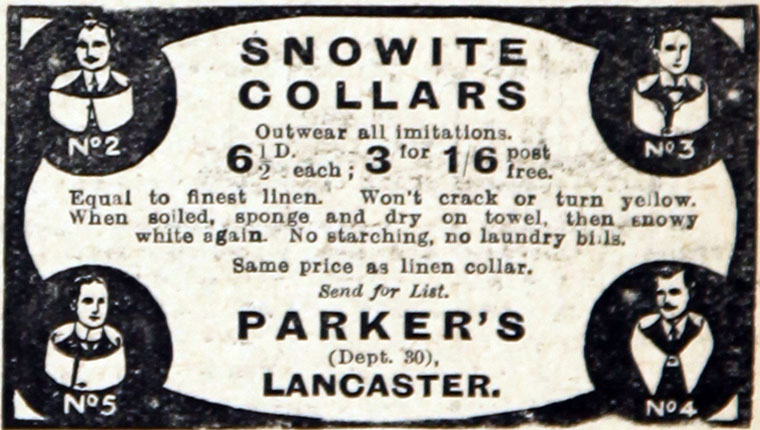 SNOWITE
COLLARS
Nº2
Nº3
Outwear all imitations.
6½D. each; 3 for 1/6 post free.
Equal to finest linen. Won't crack or turn yellow.
When soiled, sponge and dry on towel, then snowy
white again. No starching, no laundry bills.
Same price as linen collar.
Send for List.
PARKER'S
(Dept. 30),
LANCASTER.
Nº5
Nº4